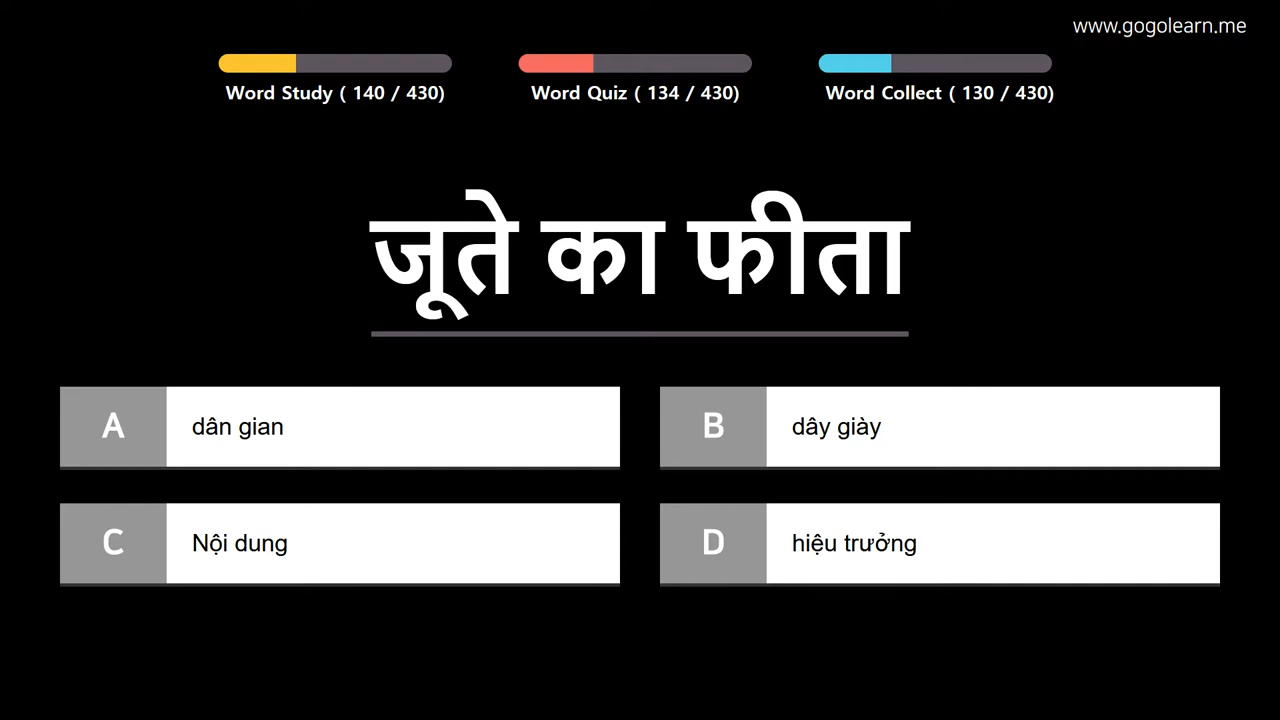 www.gogolearn.me
Word Study ( 140 / 430)
Word Quiz ( 134 / 430)
Word Collect ( 130 / 430)
जूते का फीता
A
dân gian
B
dây giày
C
Nội dung
D
hiệu trưởng